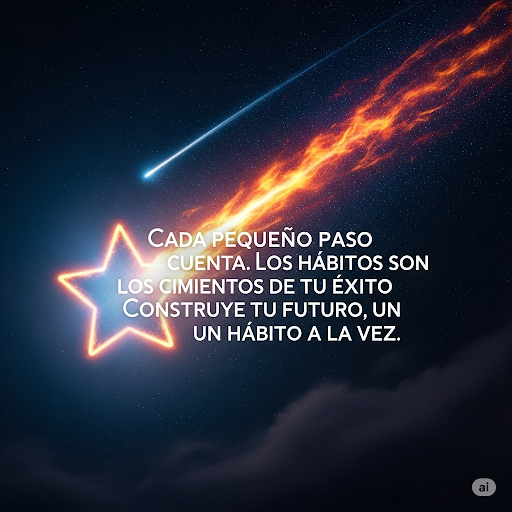 Cada pequeño paso
cuenta. Los hábitos son
los cimientos de tu éxito
Construye tu futuro, un
un hábito a la vez.
ai